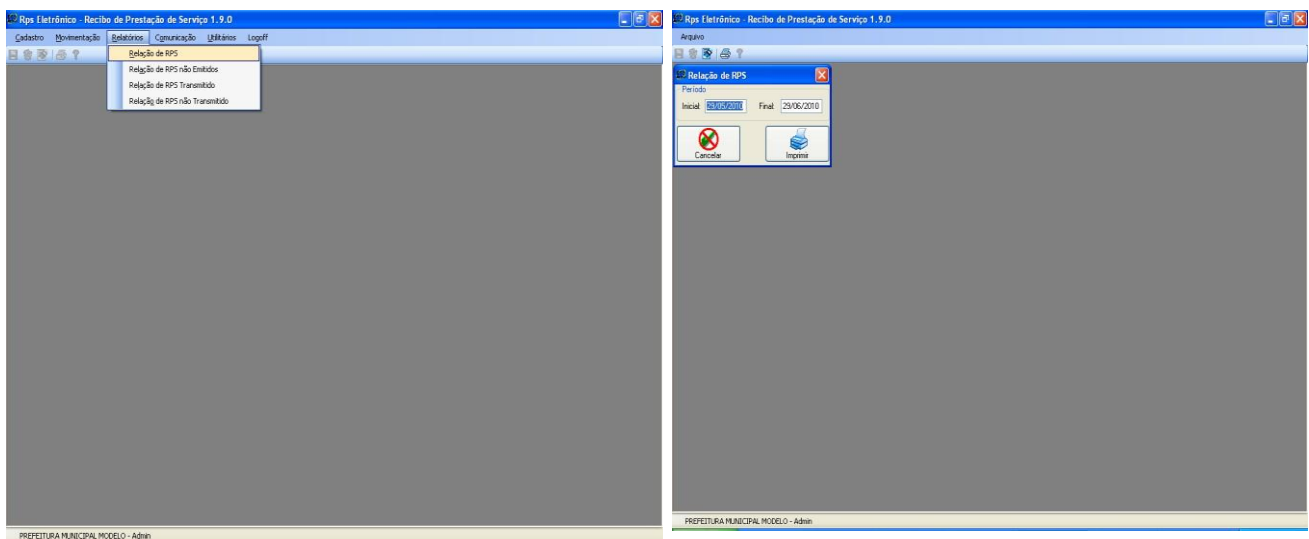 Rps Eletrônico - Recibo de Prestação de Serviço 1.9.0
Cadastro Movimentação Relatórios Comunicação Utilitários Logoff
Relação de RPS
Relação de RPS não Emitidos
Relação de RPS Transmitido
Relação de RPS não Transmitido
PREFEITURA MUNICIPAL MODELO - Admin
Rps Eletrônico - Recibo de Prestação de Serviço 1.9.0
Arquivo
Relação de RPS
Período
Inicial 29/05/2010 Final 29/06/2010
Cancelar Imprimir
PREFEITURA MUNICIPAL MODELO - Admin